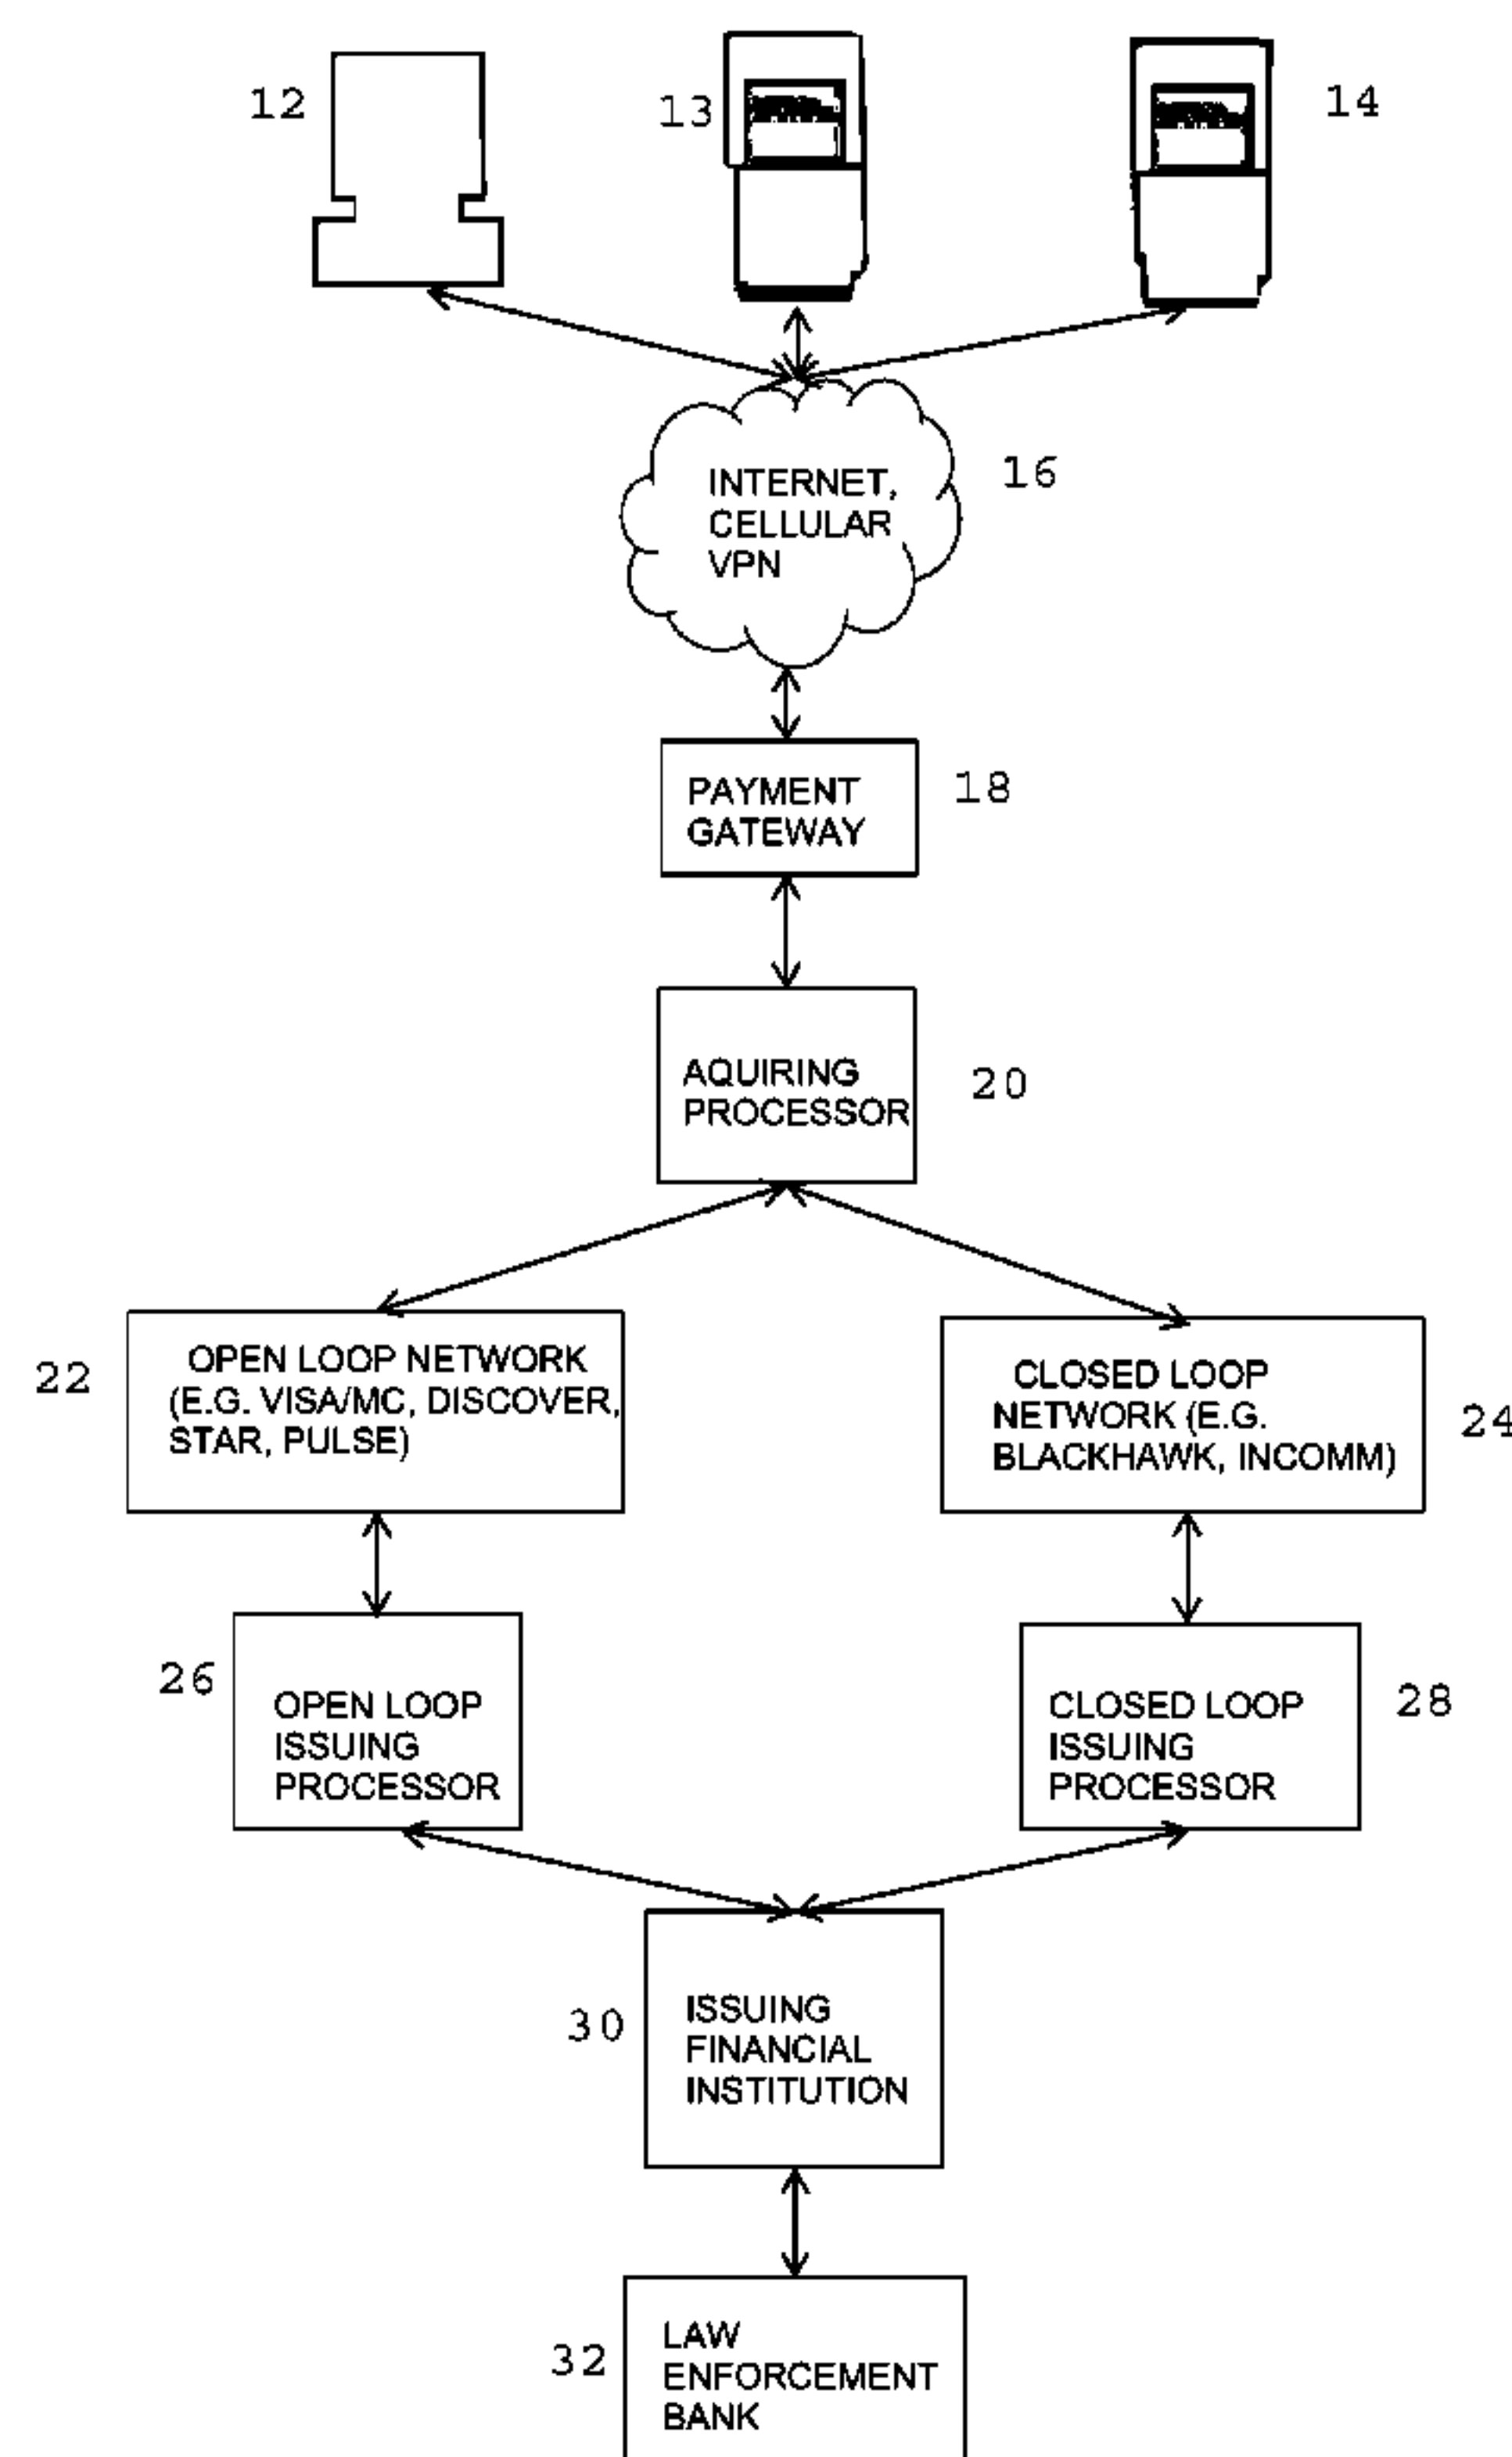 12
13
14
INTERNET,
CELLULAR
VPN
16
PAYMENT
GATEWAY
18
AQUIRING
PROCESSOR
20
22
OPEN LOOP NETWORK
(E.G. VISA/MC, DISCOVER,
STAR, PULSE)
CLOSED LOOP
NETWORK (E.G.
BLACKHAWK, INCOMM)
24
26
OPEN LOOP
ISSUING
PROCESSOR
CLOSED LOOP
ISSUING
PROCESSOR
28
30
ISSUING
FINANCIAL
INSTITUTION
32
LAW
ENFORCEMENT
BANK